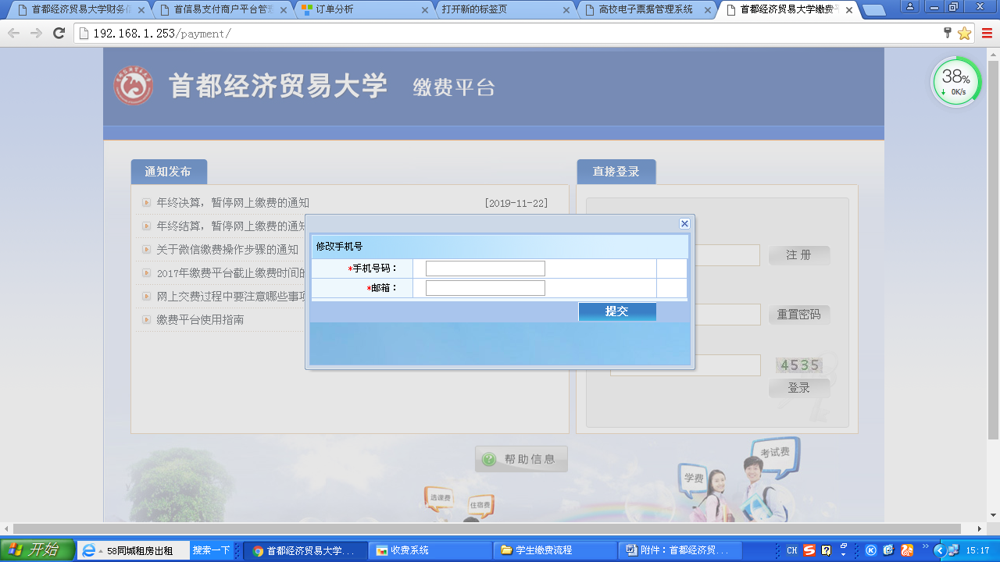 首都经济贸易大学财务
首信易支付商户平台管理
订单分析
打开新的标签页
高校电子票据管理系统
首都经济贸易大学缴费平
192.168.1.253/payment/
首都经济贸易大学 缴费平台
38%
0K/s
通知发布
直接登录
年终决算，暂停网上缴费的通知 [2019-11-22]
年终结算，暂停网上缴费的通知
关于微信缴费操作步骤的通知
2017年缴费平台截止缴费时间的
网上交费过程中要注意哪些事项
缴费平台使用指南
修改手机号
*手机号码：
*邮箱：
提交
注 册
重置密码
4535
登录
帮助信息
考试费
学费
选课费
住宿费
开始
58同城租房出租
搜索一下
首都经济贸易大学...
收费系统
学生缴费流程
附件：首都经济贸...
CH
15:17